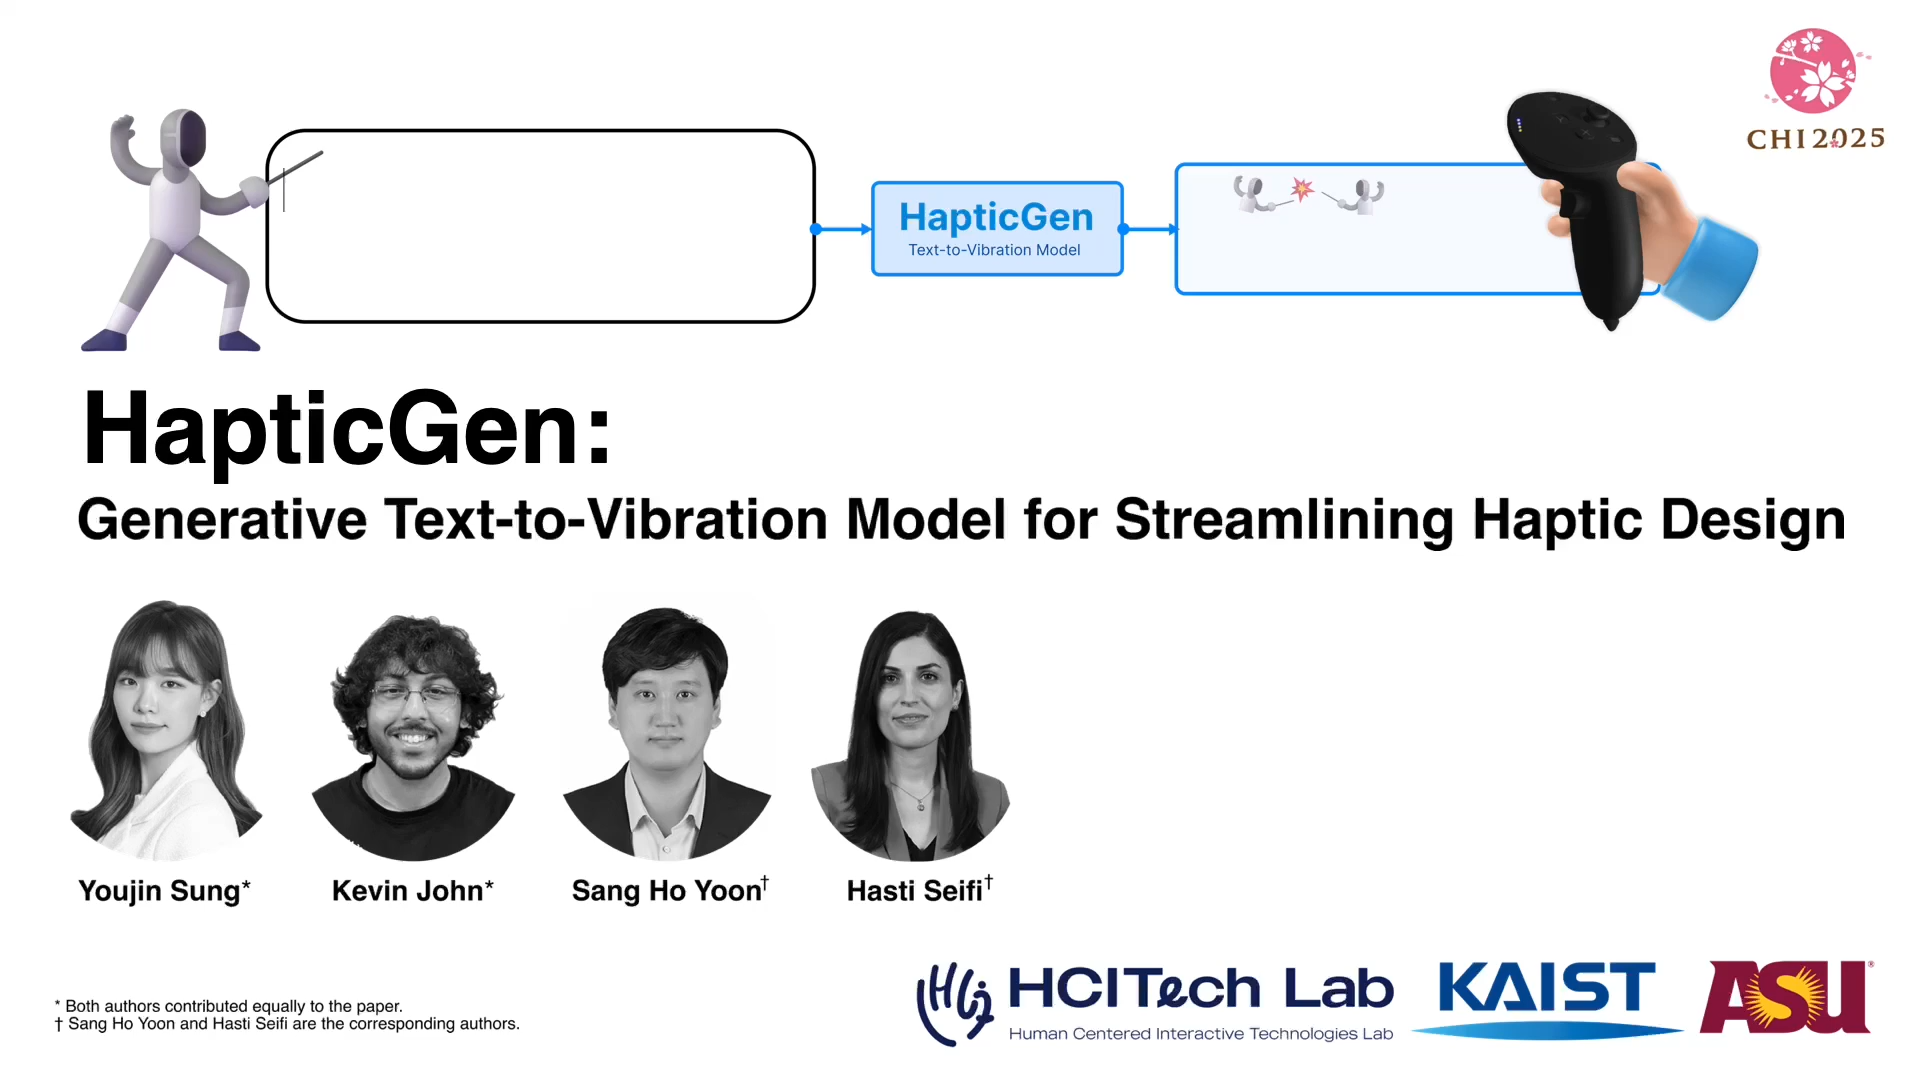 CHI 2025
HapticGen
Text-to-Vibration Model
HapticGen:
Generative Text-to-Vibration Model for Streamlining Haptic Design
Youjin Sung*
Kevin John*
Sang Ho Yoon†
Hasti Seifi†
* Both authors contributed equally to the paper.
† Sang Ho Yoon and Hasti Seifi are the corresponding authors.
HCITech Lab
Human Centered Interactive Technologies Lab
KAIST
ASU®